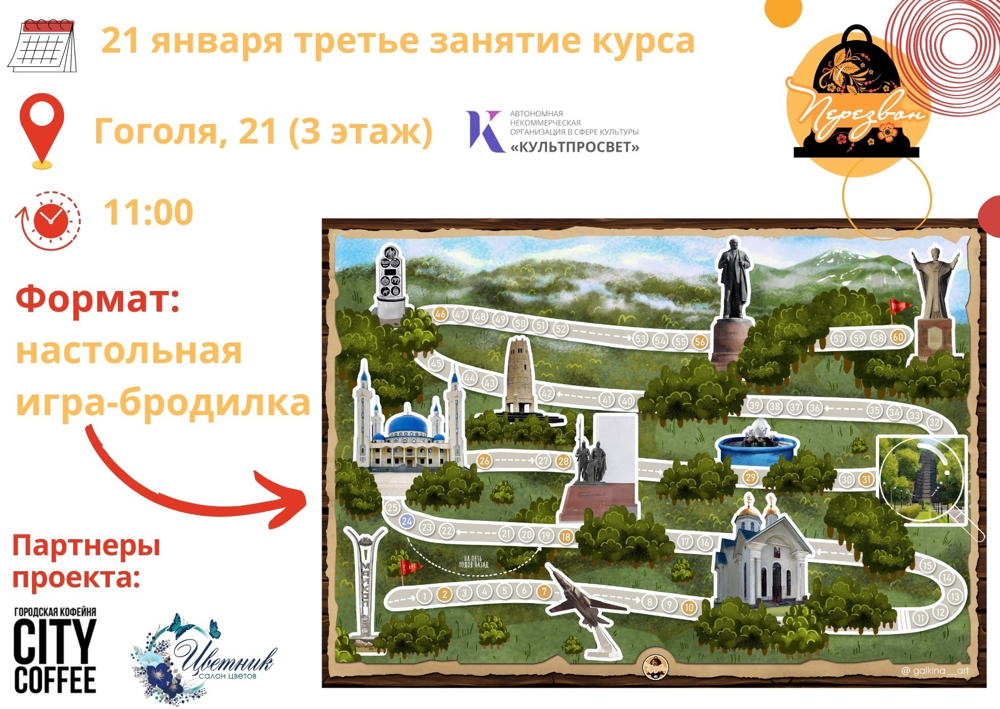 21 января третье занятие курса
Гоголя, 21 (3 этаж)
АВТОНОМНАЯ
НЕКОММЕРЧЕСКАЯ
ОРГАНИЗАЦИЯ В СФЕРЕ КУЛЬТУРЫ
«КУЛЬТПРОСВЕТ»
Перезвон
11:00
Формат:
настольная
игра-бродилка
Партнеры
проекта:
ГОРОДСКАЯ КОФЕЙНЯ
CITY
COFFEE
Цветник
салон цветов
46 47 48 49 50 51 52 53 54 55 56 57 59 58 60
45 44 43 42 41 40 39 38 37 36 35 34 33 32
26 27 28 29 30 31
25 24 23 22 21 20 19 18 17 16 15 14 13 12 11
НА ПЯТЬ
ХОДОВ НАЗАД
СТАРТ
МАЙКОП
1 2 3 4 5 6 7 8 9 10
@ galkina __art